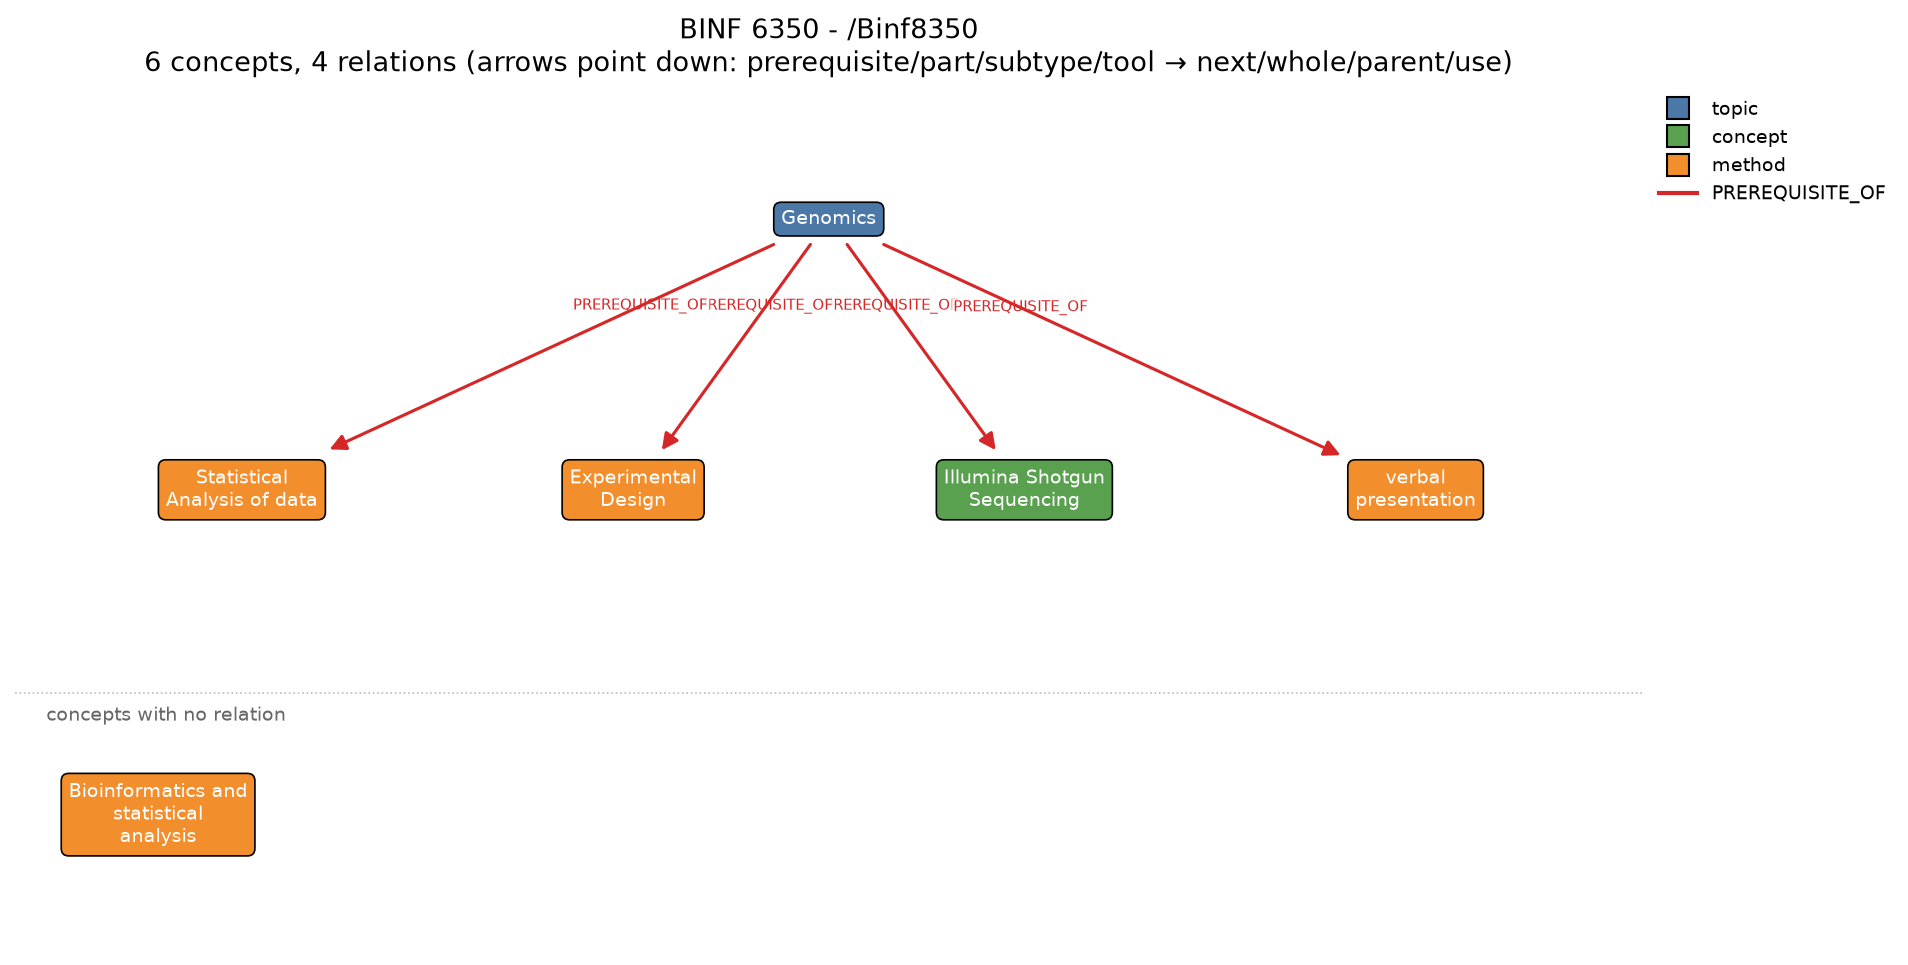 BINF 6350 - /Binf8350
6 concepts, 4 relations (arrows point down: prerequisite/part/subtype/tool → next/whole/parent/use)
topic
concept
method
PREREQUISITE_OF
Genomics
PREREQUISITE_OF
REREQUISITE_OF
REREQUISITE_O
PREREQUISITE_OF
Statistical
Analysis of data
Experimental
Design
Illumina Shotgun
Sequencing
verbal
presentation
concepts with no relation
Bioinformatics and
statistical
analysis